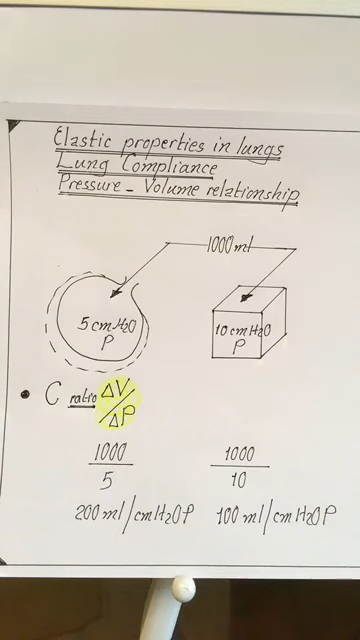 Elastic properties in lungs
Lung Compliance
Pressure - Volume relationship
1000 ml
5 cm H2O
P
10 cm H2O
P
• C ratio ΔV/ΔP
1000/5
1000/10
200 ml/cm H2O P
100 ml/cm H2O P